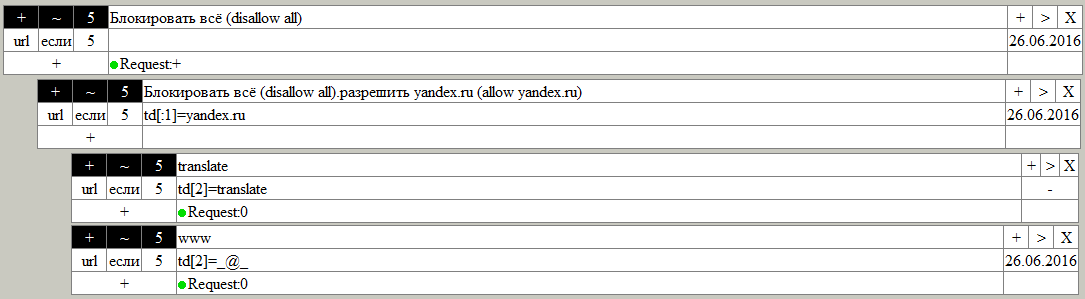 + ~ 5 Блокировать всё (disallow all) + > X
url если 5 26.06.2016
+ Request:+
+ ~ 5 Блокировать всё (disallow all).разрешить yandex.ru (allow yandex.ru) + > X
url если 5 td[:1]=yandex.ru 26.06.2016
+
+ ~ 5 translate + > X
url если 5 td[2]=translate -
+ Request:0
+ ~ 5 www + > X
url если 5 td[2]=_@_ 26.06.2016
+ Request:0